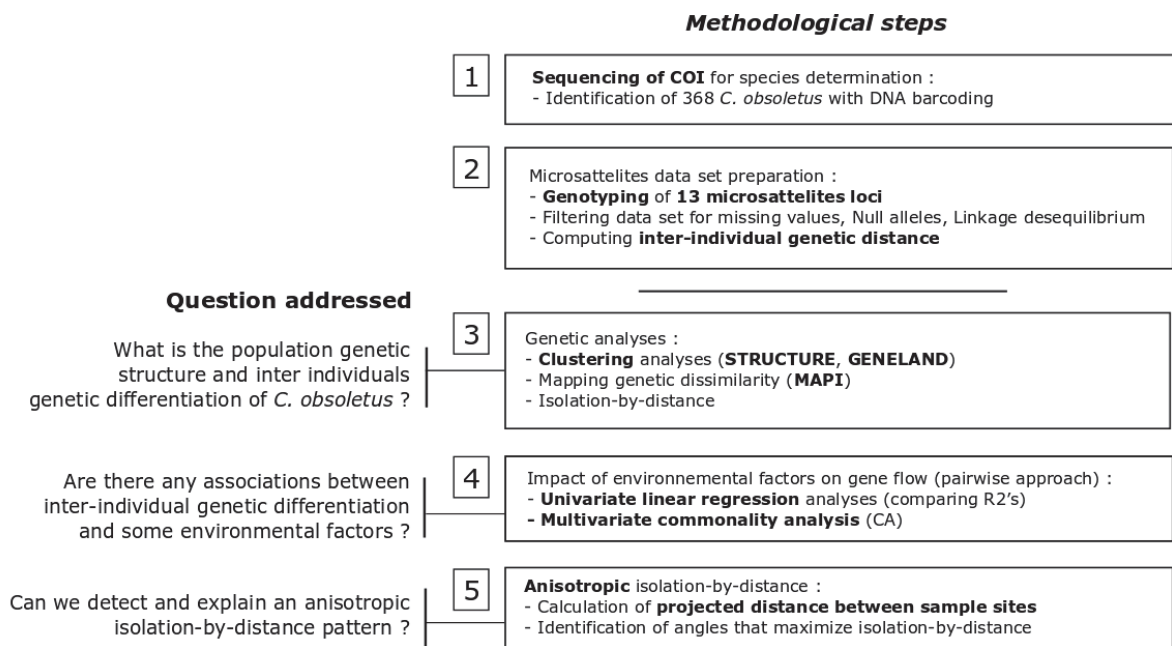 Methodological steps
1
Sequencing of COI for species determination :
- Identification of 368 C. obsoletus with DNA barcoding
2
Microsattelites data set preparation :
- Genotyping of 13 microsattelites loci
- Filtering data set for missing values, Null alleles, Linkage desequilibrium
- Computing inter-individual genetic distance
Question addressed
What is the population genetic
structure and inter individuals
genetic differentiation of C. obsoletus ?
3
Genetic analyses :
- Clustering analyses (STRUCTURE, GENELAND)
- Mapping genetic dissimilarity (MAPI)
- Isolation-by-distance
Are there any associations between
inter-individual genetic differentiation
and some environmental factors ?
4
Impact of environnemental factors on gene flow (pairwise approach) :
- Univariate linear regression analyses (comparing R2's)
- Multivariate commonality analysis (CA)
Can we detect and explain an anisotropic
isolation-by-distance pattern ?
5
Anisotropic isolation-by-distance :
- Calculation of projected distance between sample sites
- Identification of angles that maximize isolation-by-distance